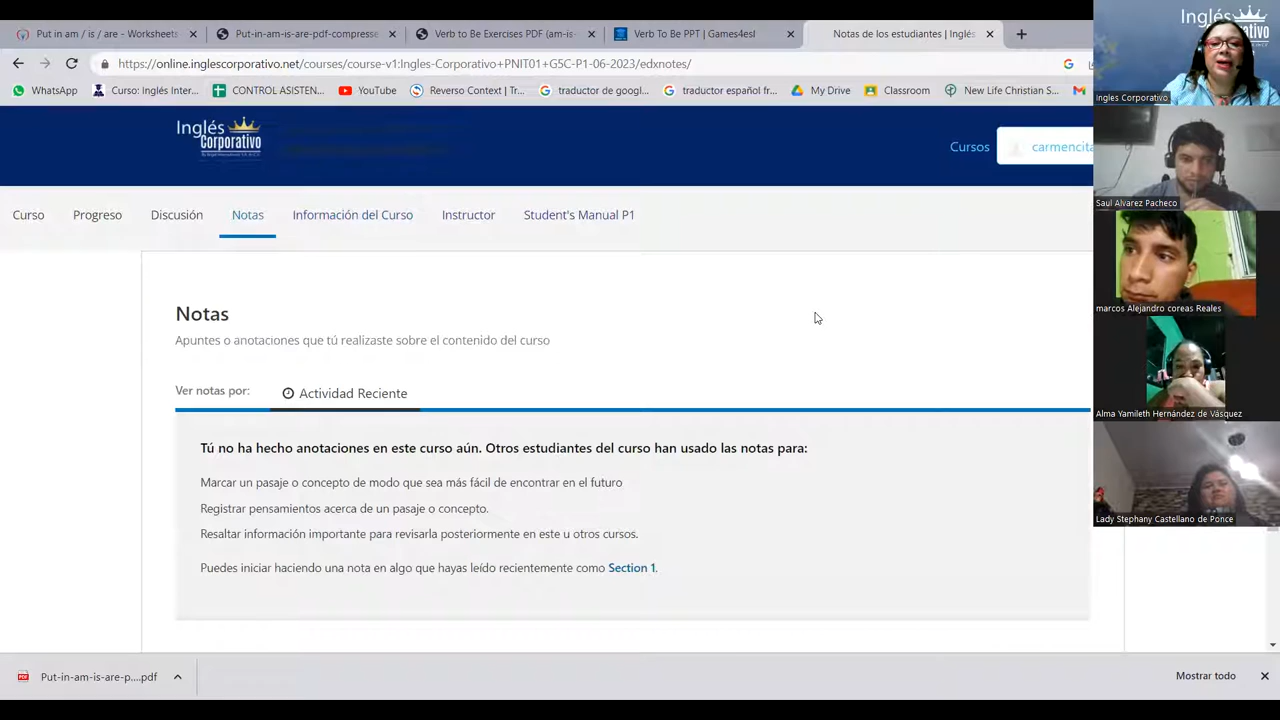 Put in am / is / are - Worksheets
Put-in-am-is-are-pdf-compresse
Verb to Be Exercises PDF (am-is-
Verb To Be PPT | Games4esl
Notas de los estudiantes | Inglés
https://online.inglescorporativo.net/courses/course-v1:Ingles-Corporativo+PNIT01+G5C-P1-06-2023/edxnotes/
WhatsApp
Curso: Inglés Inter...
CONTROL ASISTEN...
YouTube
Reverso Context | Tr...
traductor de googl...
traductor español fr...
My Drive
Classroom
New Life Christian S...
Inglés
Corporativo
Cursos
carmencita
Curso
Progreso
Discusión
Notas
Información del Curso
Instructor
Student's Manual P1
Notas
Apuntes o anotaciones que tú realizaste sobre el contenido del curso
Ver notas por:
Actividad Reciente
Tú no ha hecho anotaciones en este curso aún. Otros estudiantes del curso han usado las notas para:
Marcar un pasaje o concepto de modo que sea más fácil de encontrar en el futuro
Registrar pensamientos acerca de un pasaje o concepto.
Resaltar información importante para revisarla posteriormente en este u otros cursos.
Puedes iniciar haciendo una nota en algo que hayas leído recientemente como Section 1.
Put-in-am-is-are-p....pdf
Mostrar todo
Inglés
Ingles Corporativo
Saul Alvarez Pacheco
marcos Alejandro coreas Reales
Alma Yamileth Hernández de Vásquez
Lady Stephany Castellano de Ponce